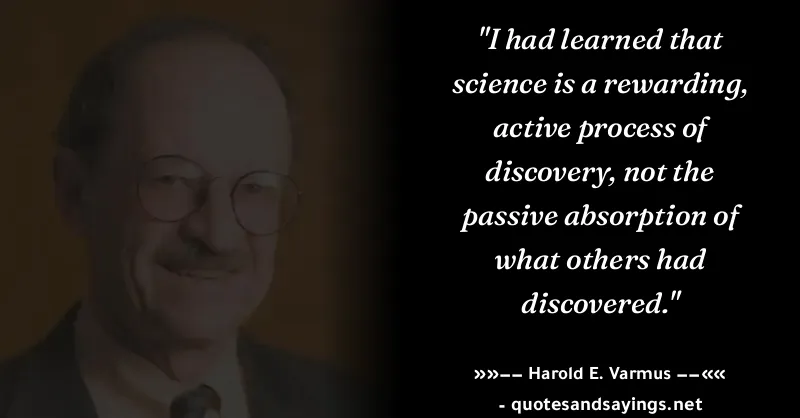 "I had learned that
science is a rewarding,
active process of
discovery, not the
passive absorption of
what others had
discovered."
»»−− Harold E. Varmus −−««
- quotesandsayings.net